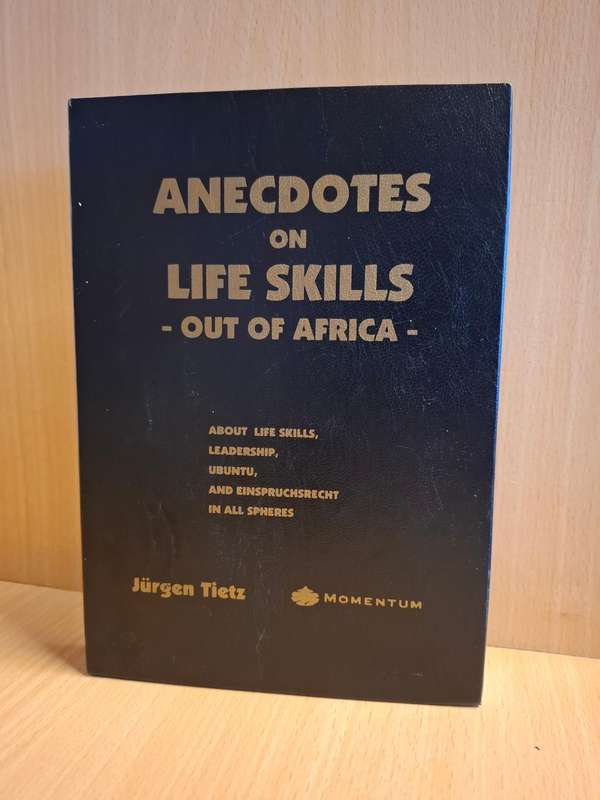 ANECDOTES
ON
LIFE SKILLS
- OUT OF AFRICA -
ABOUT LIFE SKILLS,
LEADERSHIP,
UBUNTU,
AND EINSPRUCHSRECHT
IN ALL SPHERES
Jürgen Tietz
MOMENTUM